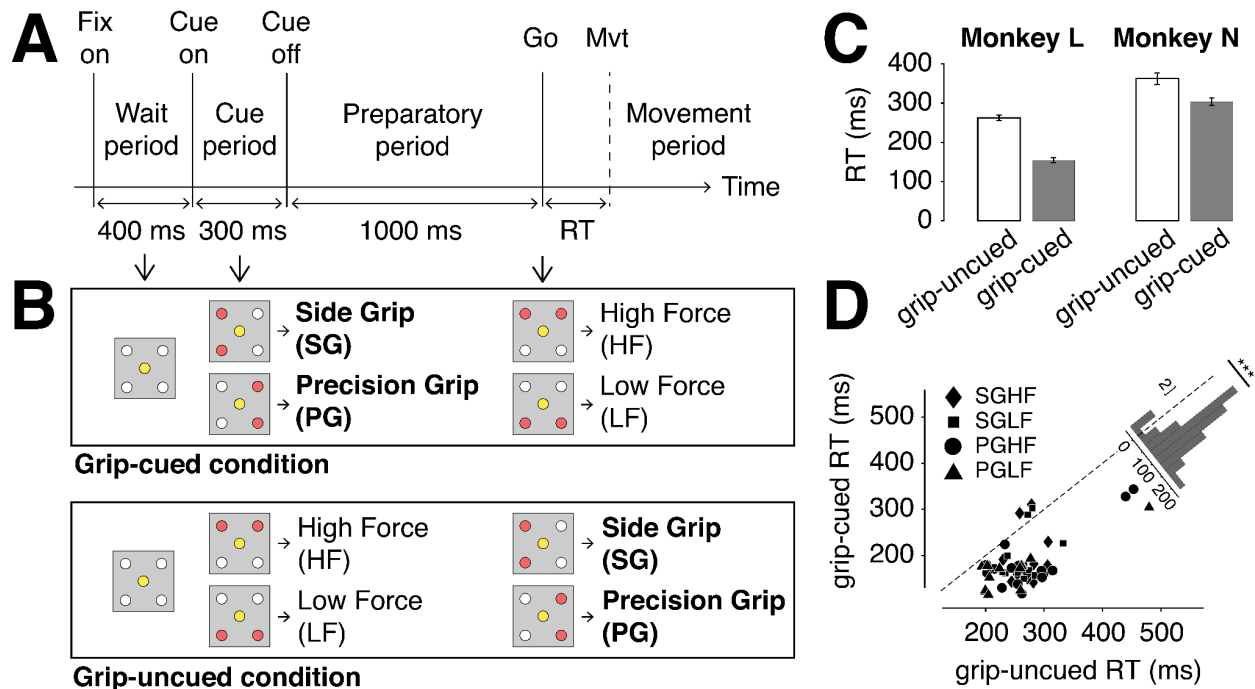 A
Fix
on
Cue
on
Cue
off
Go
Mvt
Wait
period
Cue
period
Preparatory
period
Movement
period
Time
400 ms
300 ms
1000 ms
RT
B
Side Grip
(SG)
High Force
(HF)
Precision Grip
(PG)
Low Force
(LF)
Grip-cued condition
High Force
(HF)
Side Grip
(SG)
Low Force
(LF)
Precision Grip
(PG)
Grip-uncued condition
C
Monkey L
Monkey N
RT (ms)
400
300
200
100
0
grip-uncued
grip-cued
grip-uncued
grip-cued
D
grip-cued RT (ms)
500
400
300
200
SGHF
SGLF
PGHF
PGLF
0
100
200
***
200
300
400
500
grip-uncued RT (ms)